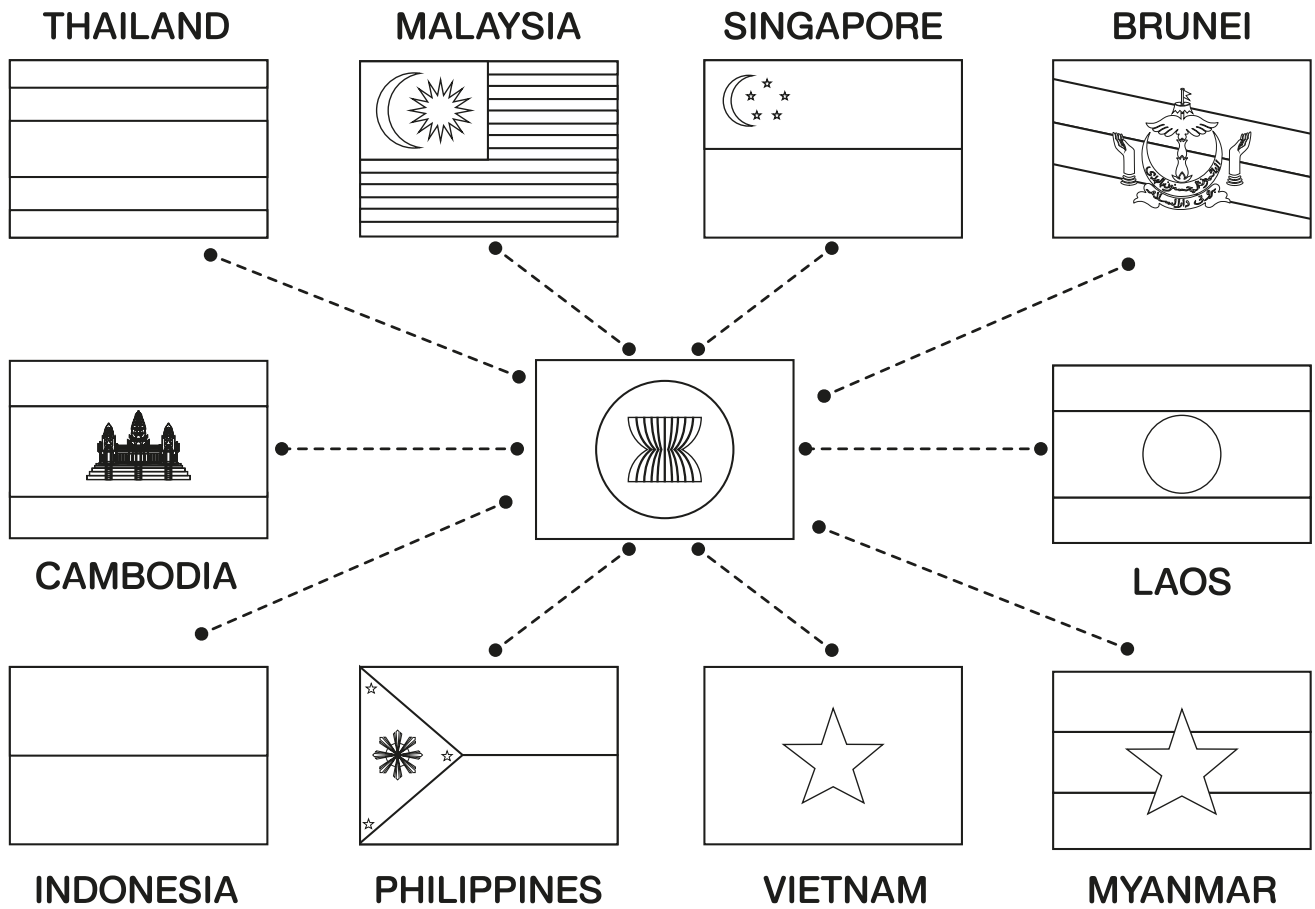 THAILAND
MALAYSIA
SINGAPORE
BRUNEI
CAMBODIA
LAOS
INDONESIA
PHILIPPINES
VIETNAM
MYANMAR